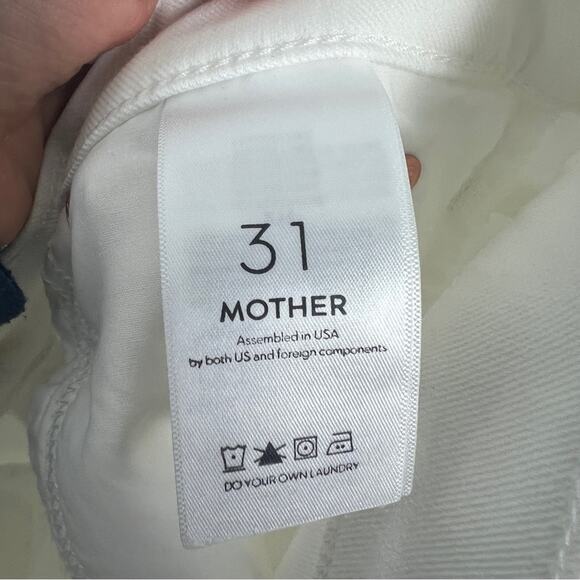 31
MOTHER
Assembled in USA
by both US and foreign components
DO YOUR OWN LAUNDRY